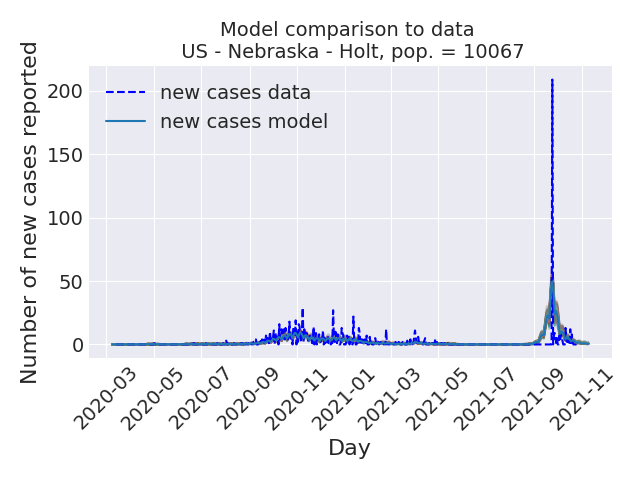 Model comparison to data
US - Nebraska - Holt, pop. = 10067
Number of new cases reported
200
150
100
50
0
new cases data
new cases model
2020-03
2020-05
2020-07
2020-09
2020-11
2021-01
2021-03
2021-05
2021-07
2021-09
2021-11
Day